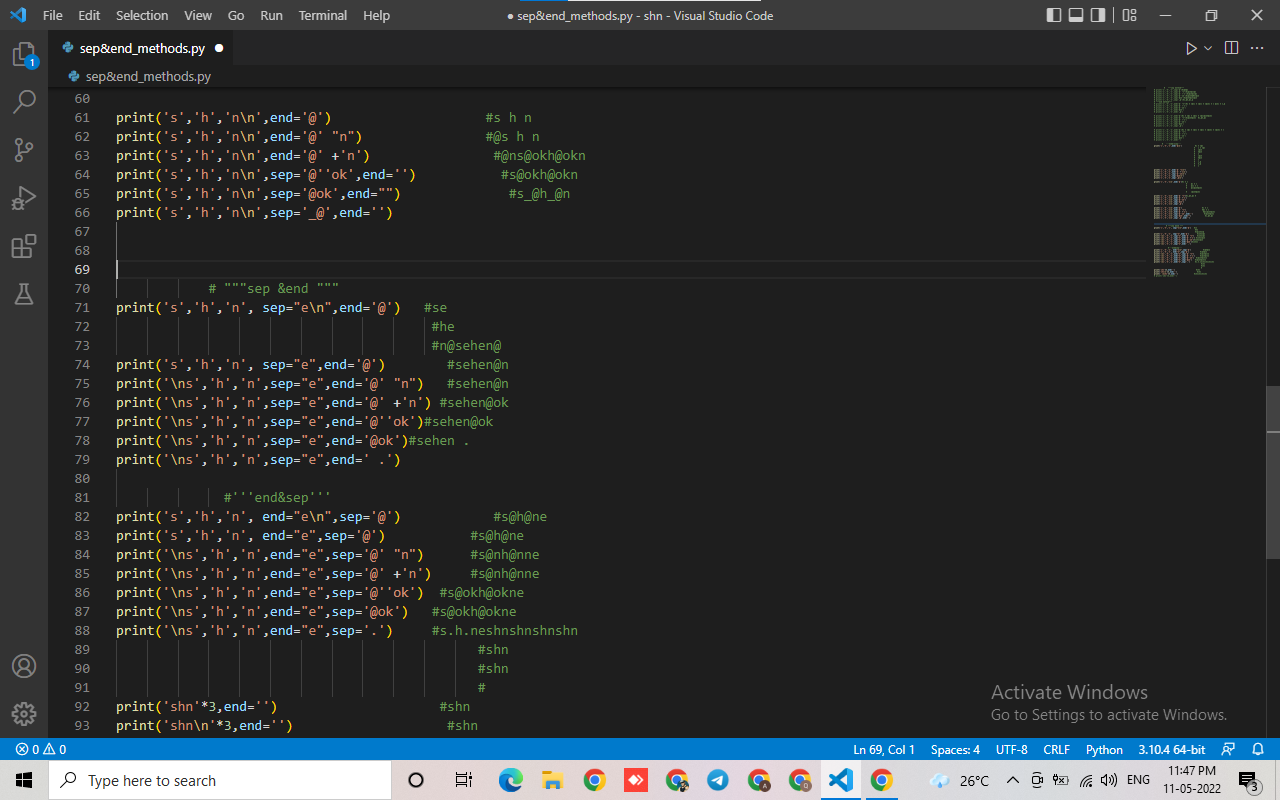 File Edit Selection View Go Run Terminal Help
● sep&end_methods.py - shn - Visual Studio Code
sep&end_methods.py ●
sep&end_methods.py
1
60
61 print('s','h','n\n',end='@') #s h n
62 print('s','h','n\n',end='@' "n") #@s h n
63 print('s','h','n\n',end='@' +'n') #@ns@okh@okn
64 print('s','h','n\n',sep='@''ok',end='') #s@okh@okn
65 print('s','h','n\n',sep='@ok',end="") #s_@h_@n
66 print('s','h','n\n',sep='_@',end='')
67
68
69
70 # """sep &end """
71 print('s','h','n', sep="e\n",end='@') #se
72 #he
73 #n@sehen@
74 print('s','h','n', sep="e",end='@') #sehen@n
75 print('\ns','h','n',sep="e",end='@' "n") #sehen@n
76 print('\ns','h','n',sep="e",end='@' +'n') #sehen@ok
77 print('\ns','h','n',sep="e",end='@''ok')#sehen@ok
78 print('\ns','h','n',sep="e",end='@ok')#sehen .
79 print('\ns','h','n',sep="e",end=' .')
80
81 #'''end&sep'''
82 print('s','h','n', end="e\n",sep='@') #s@h@ne
83 print('s','h','n', end="e",sep='@') #s@h@ne
84 print('\ns','h','n',end="e",sep='@' "n") #s@nh@nne
85 print('\ns','h','n',end="e",sep='@' +'n') #s@nh@nne
86 print('\ns','h','n',end="e",sep='@''ok') #s@okh@okne
87 print('\ns','h','n',end="e",sep='@ok') #s@okh@okne
88 print('\ns','h','n',end="e",sep='.') #s.h.neshnshnshnshn
89 #shn
90 #shn
91 #
92 print('shn'*3,end='') #shn
93 print('shn\n'*3,end='') #shn
Activate Windows
Go to Settings to activate Windows.
0 0 Ln 69, Col 1 Spaces: 4 UTF-8 CRLF Python 3.10.4 64-bit
Type here to search 26°C ENG 11:47 PM
11-05-2022 3